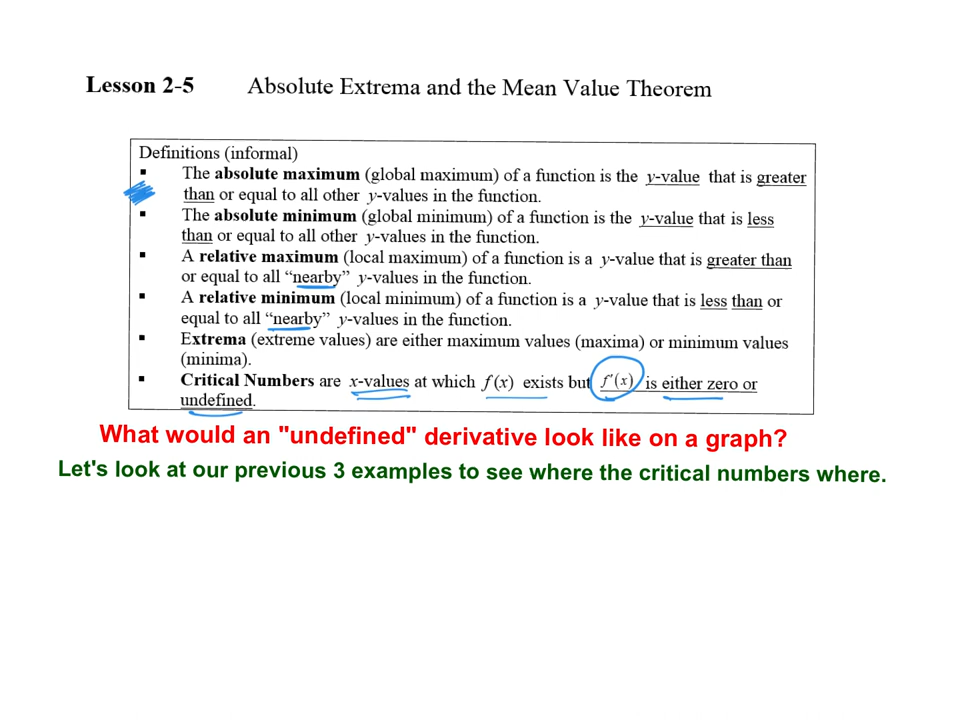 Lesson 2-5 Absolute Extrema and the Mean Value Theorem
Definitions (informal)
▪ The absolute maximum (global maximum) of a function is the y-value that is greater
than or equal to all other y-values in the function.
▪ The absolute minimum (global minimum) of a function is the y-value that is less
than or equal to all other y-values in the function.
▪ A relative maximum (local maximum) of a function is a y-value that is greater than
or equal to all “nearby” y-values in the function.
▪ A relative minimum (local minimum) of a function is a y-value that is less than or
equal to all “nearby” y-values in the function.
▪ Extrema (extreme values) are either maximum values (maxima) or minimum values
(minima).
▪ Critical Numbers are x-values at which f(x) exists but f'(x) is either zero or
undefined.
What would an "undefined" derivative look like on a graph?
Let's look at our previous 3 examples to see where the critical numbers where.